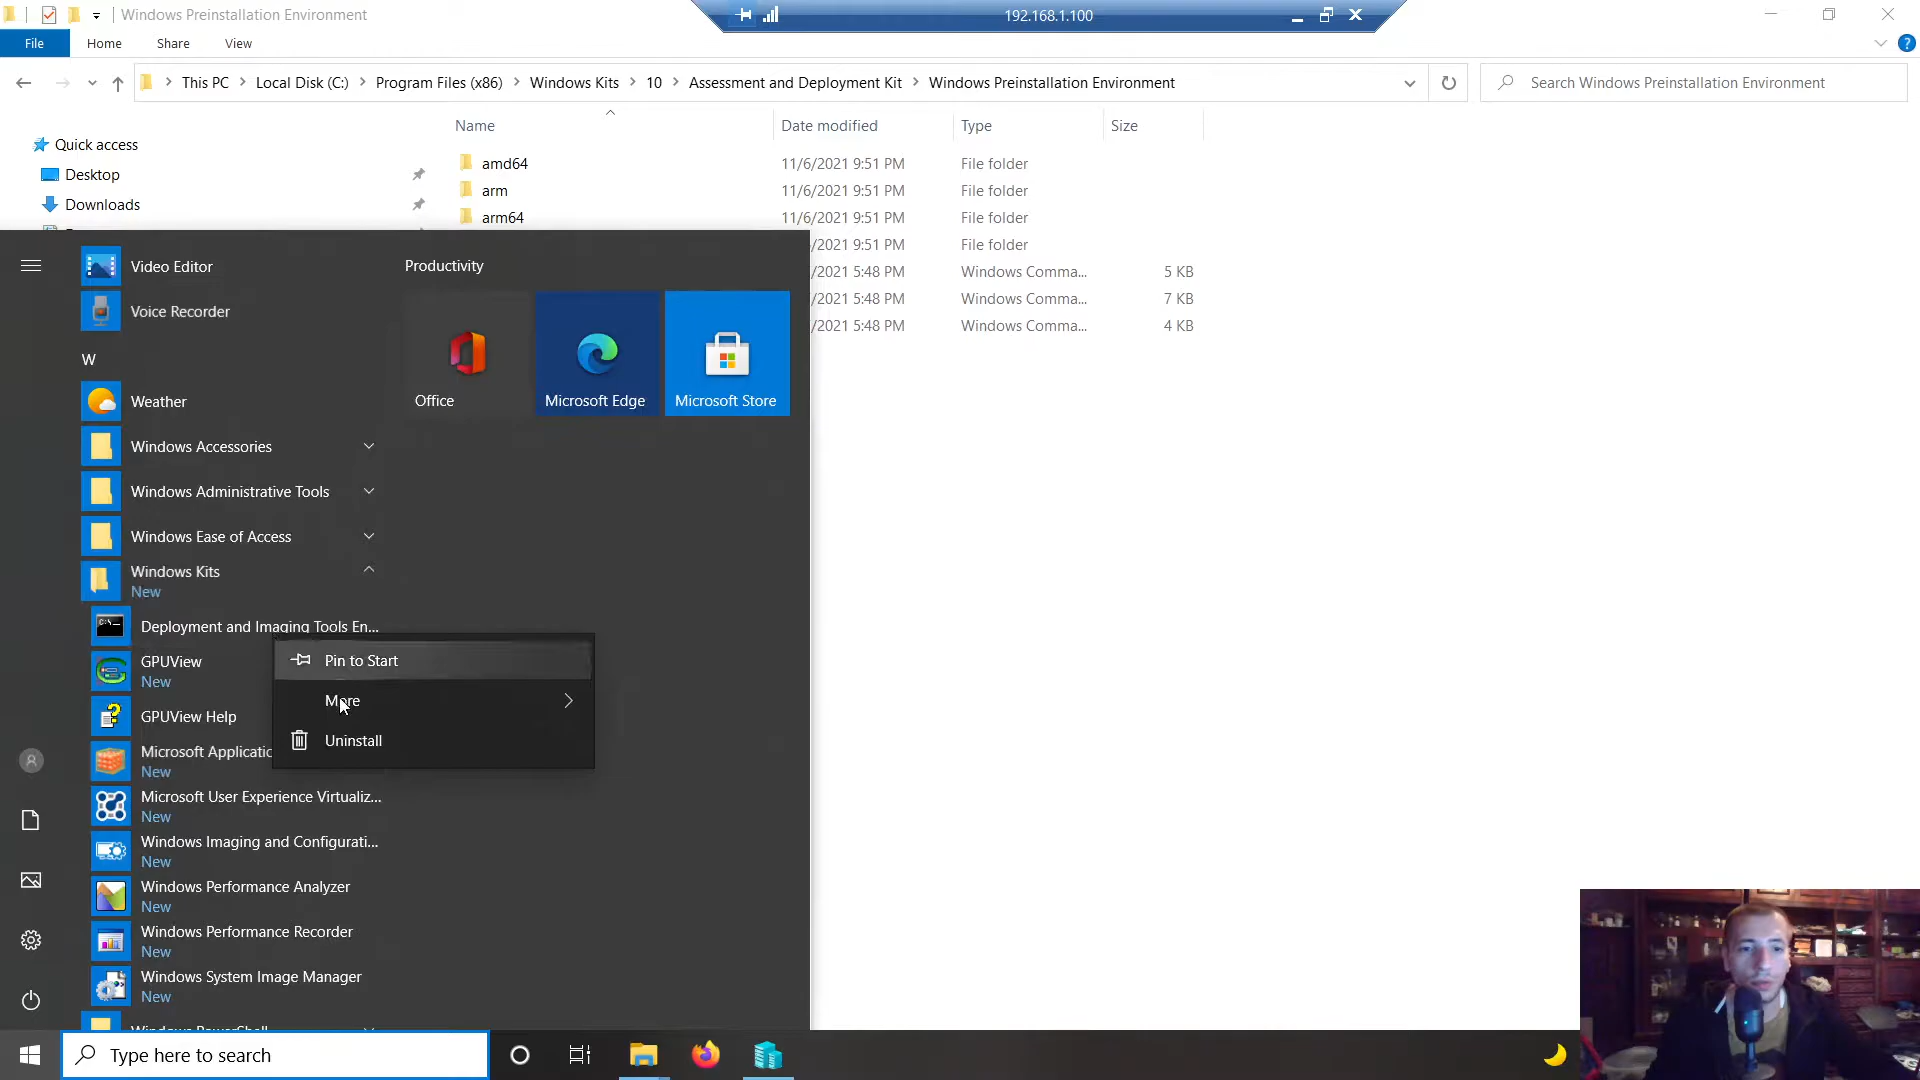 Windows Preinstallation Environment
192.168.1.100
File
Home
Share
View
This PC
Local Disk (C:)
Program Files (x86)
Windows Kits
10
Assessment and Deployment Kit
Windows Preinstallation Environment
Search Windows Preinstallation Environment
Name
Date modified
Type
Size
Quick access
Desktop
Downloads
amd64
11/6/2021 9:51 PM
File folder
arm
11/6/2021 9:51 PM
File folder
arm64
11/6/2021 9:51 PM
File folder
/2021 9:51 PM
File folder
/2021 5:48 PM
Windows Comma...
5 KB
/2021 5:48 PM
Windows Comma...
7 KB
/2021 5:48 PM
Windows Comma...
4 KB
Video Editor
Voice Recorder
W
Weather
Windows Accessories
Windows Administrative Tools
Windows Ease of Access
Windows Kits
New
Deployment and Imaging Tools En...
GPUView
New
GPUView Help
Microsoft Applicatio
New
Microsoft User Experience Virtualiz...
New
Windows Imaging and Configurati...
New
Windows Performance Analyzer
New
Windows Performance Recorder
New
Windows System Image Manager
New
Windows PowerShell
Productivity
Office
Microsoft Edge
Microsoft Store
Pin to Start
More
Uninstall
Type here to search